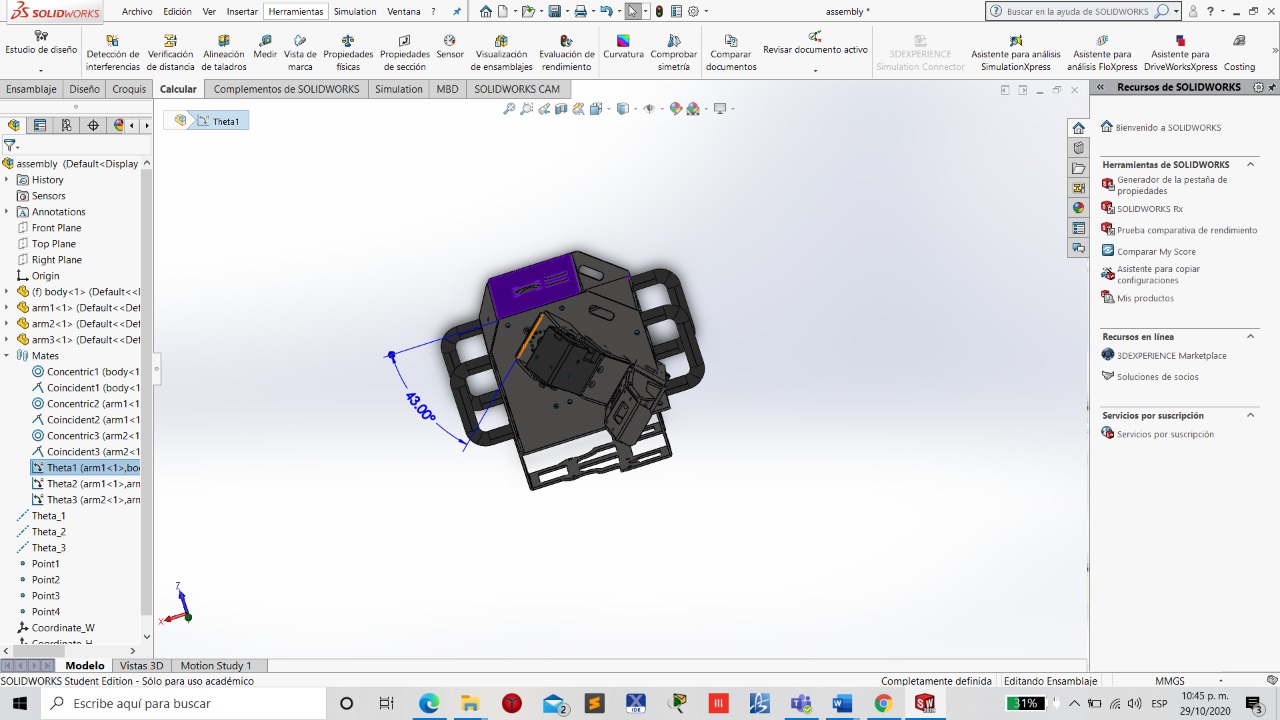 SOLIDWORKS
Archivo Edición Ver Insertar Herramientas Simulation Ventana ?
assembly *
Buscar en la ayuda de SOLIDWORKS
Estudio de diseño
Detección de interferencias
Verificación de distancia
Alineación de taladro
Medir
Vista de marca
Propiedades físicas
Propiedades de sección
Sensor
Visualización de ensamblajes
Evaluación de rendimiento
Curvatura
Comprobar simetría
Comparar documentos
Revisar documento activo
3DEXPERIENCE Simulation Connector
Asistente para análisis SimulationXpress
Asistente para análisis FloXpress
Asistente para DriveWorksXpress
Costing
Ensamblaje Diseño Croquis Calcular Complementos de SOLIDWORKS Simulation MBD SOLIDWORKS CAM
Theta1
assembly (Default<Display
History
Sensors
Annotations
Front Plane
Top Plane
Right Plane
Origin
(f) body<1> (Default<<De
arm1<1> (Default<<Def
arm2<1> (Default<<Def
arm3<1> (Default<<Def
Mates
Concentric1 (body<1
Coincident1 (body<1
Concentric2 (arm1<1
Coincident2 (arm1<1
Concentric3 (arm2<1
Coincident3 (arm2<1
Theta1 (arm1<1>,bo
Theta2 (arm2<1>,arn
Theta3 (arm2<1>,arn
Theta_1
Theta_2
Theta_3
Point1
Point2
Point3
Point4
Coordinate_W
43.00°
Z
X
Recursos de SOLIDWORKS
Bienvenido a SOLIDWORKS
Herramientas de SOLIDWORKS
Generador de la pestaña de
propiedades
SOLIDWORKS Rx
Prueba comparativa de rendimiento
Comparar My Score
Asistente para copiar
configuraciones
Mis productos
Recursos en línea
3DEXPERIENCE Marketplace
Soluciones de socios
Servicios por suscripción
Servicios por suscripción
Modelo Vistas 3D Motion Study 1
SOLIDWORKS Student Edition - Sólo para uso académico
Completamente definida Editando Ensamblaje MMGS
Escribe aquí para buscar
31%
ESP
10:45 p. m.
29/10/2020